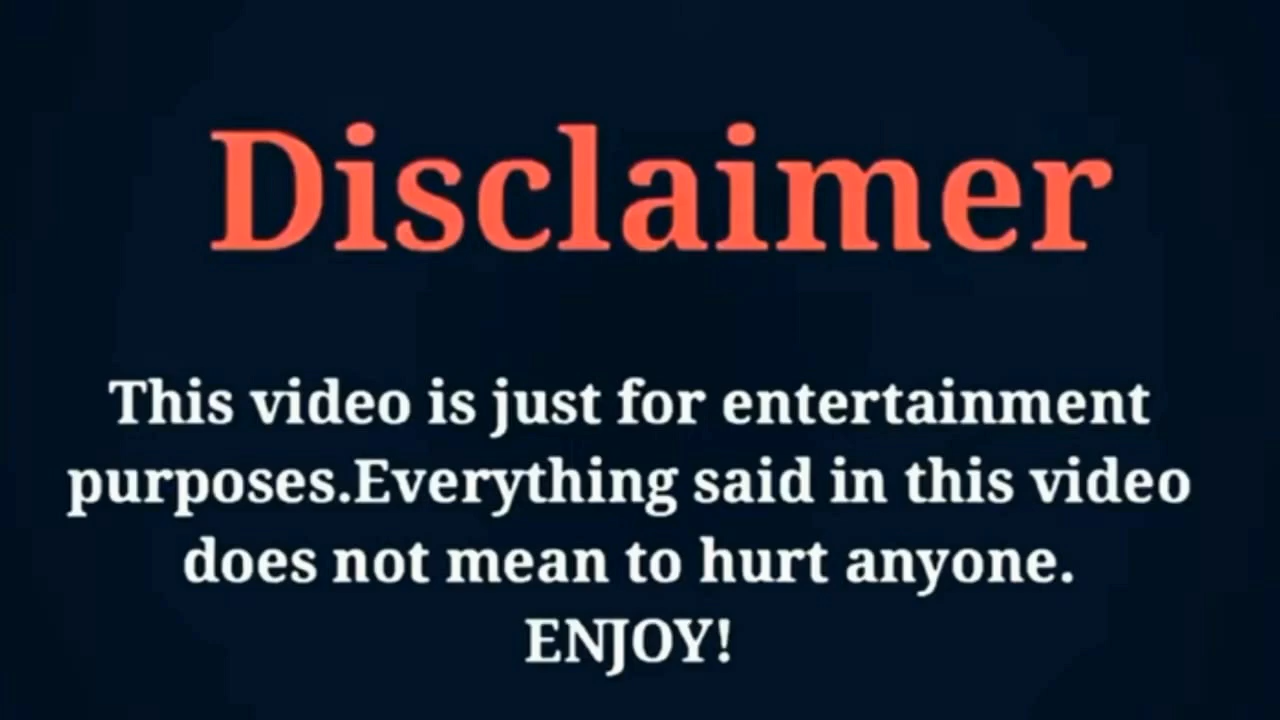 Disclaimer
This video is just for entertainment
purposes.Everything said in this video
does not mean to hurt anyone.
ENJOY!